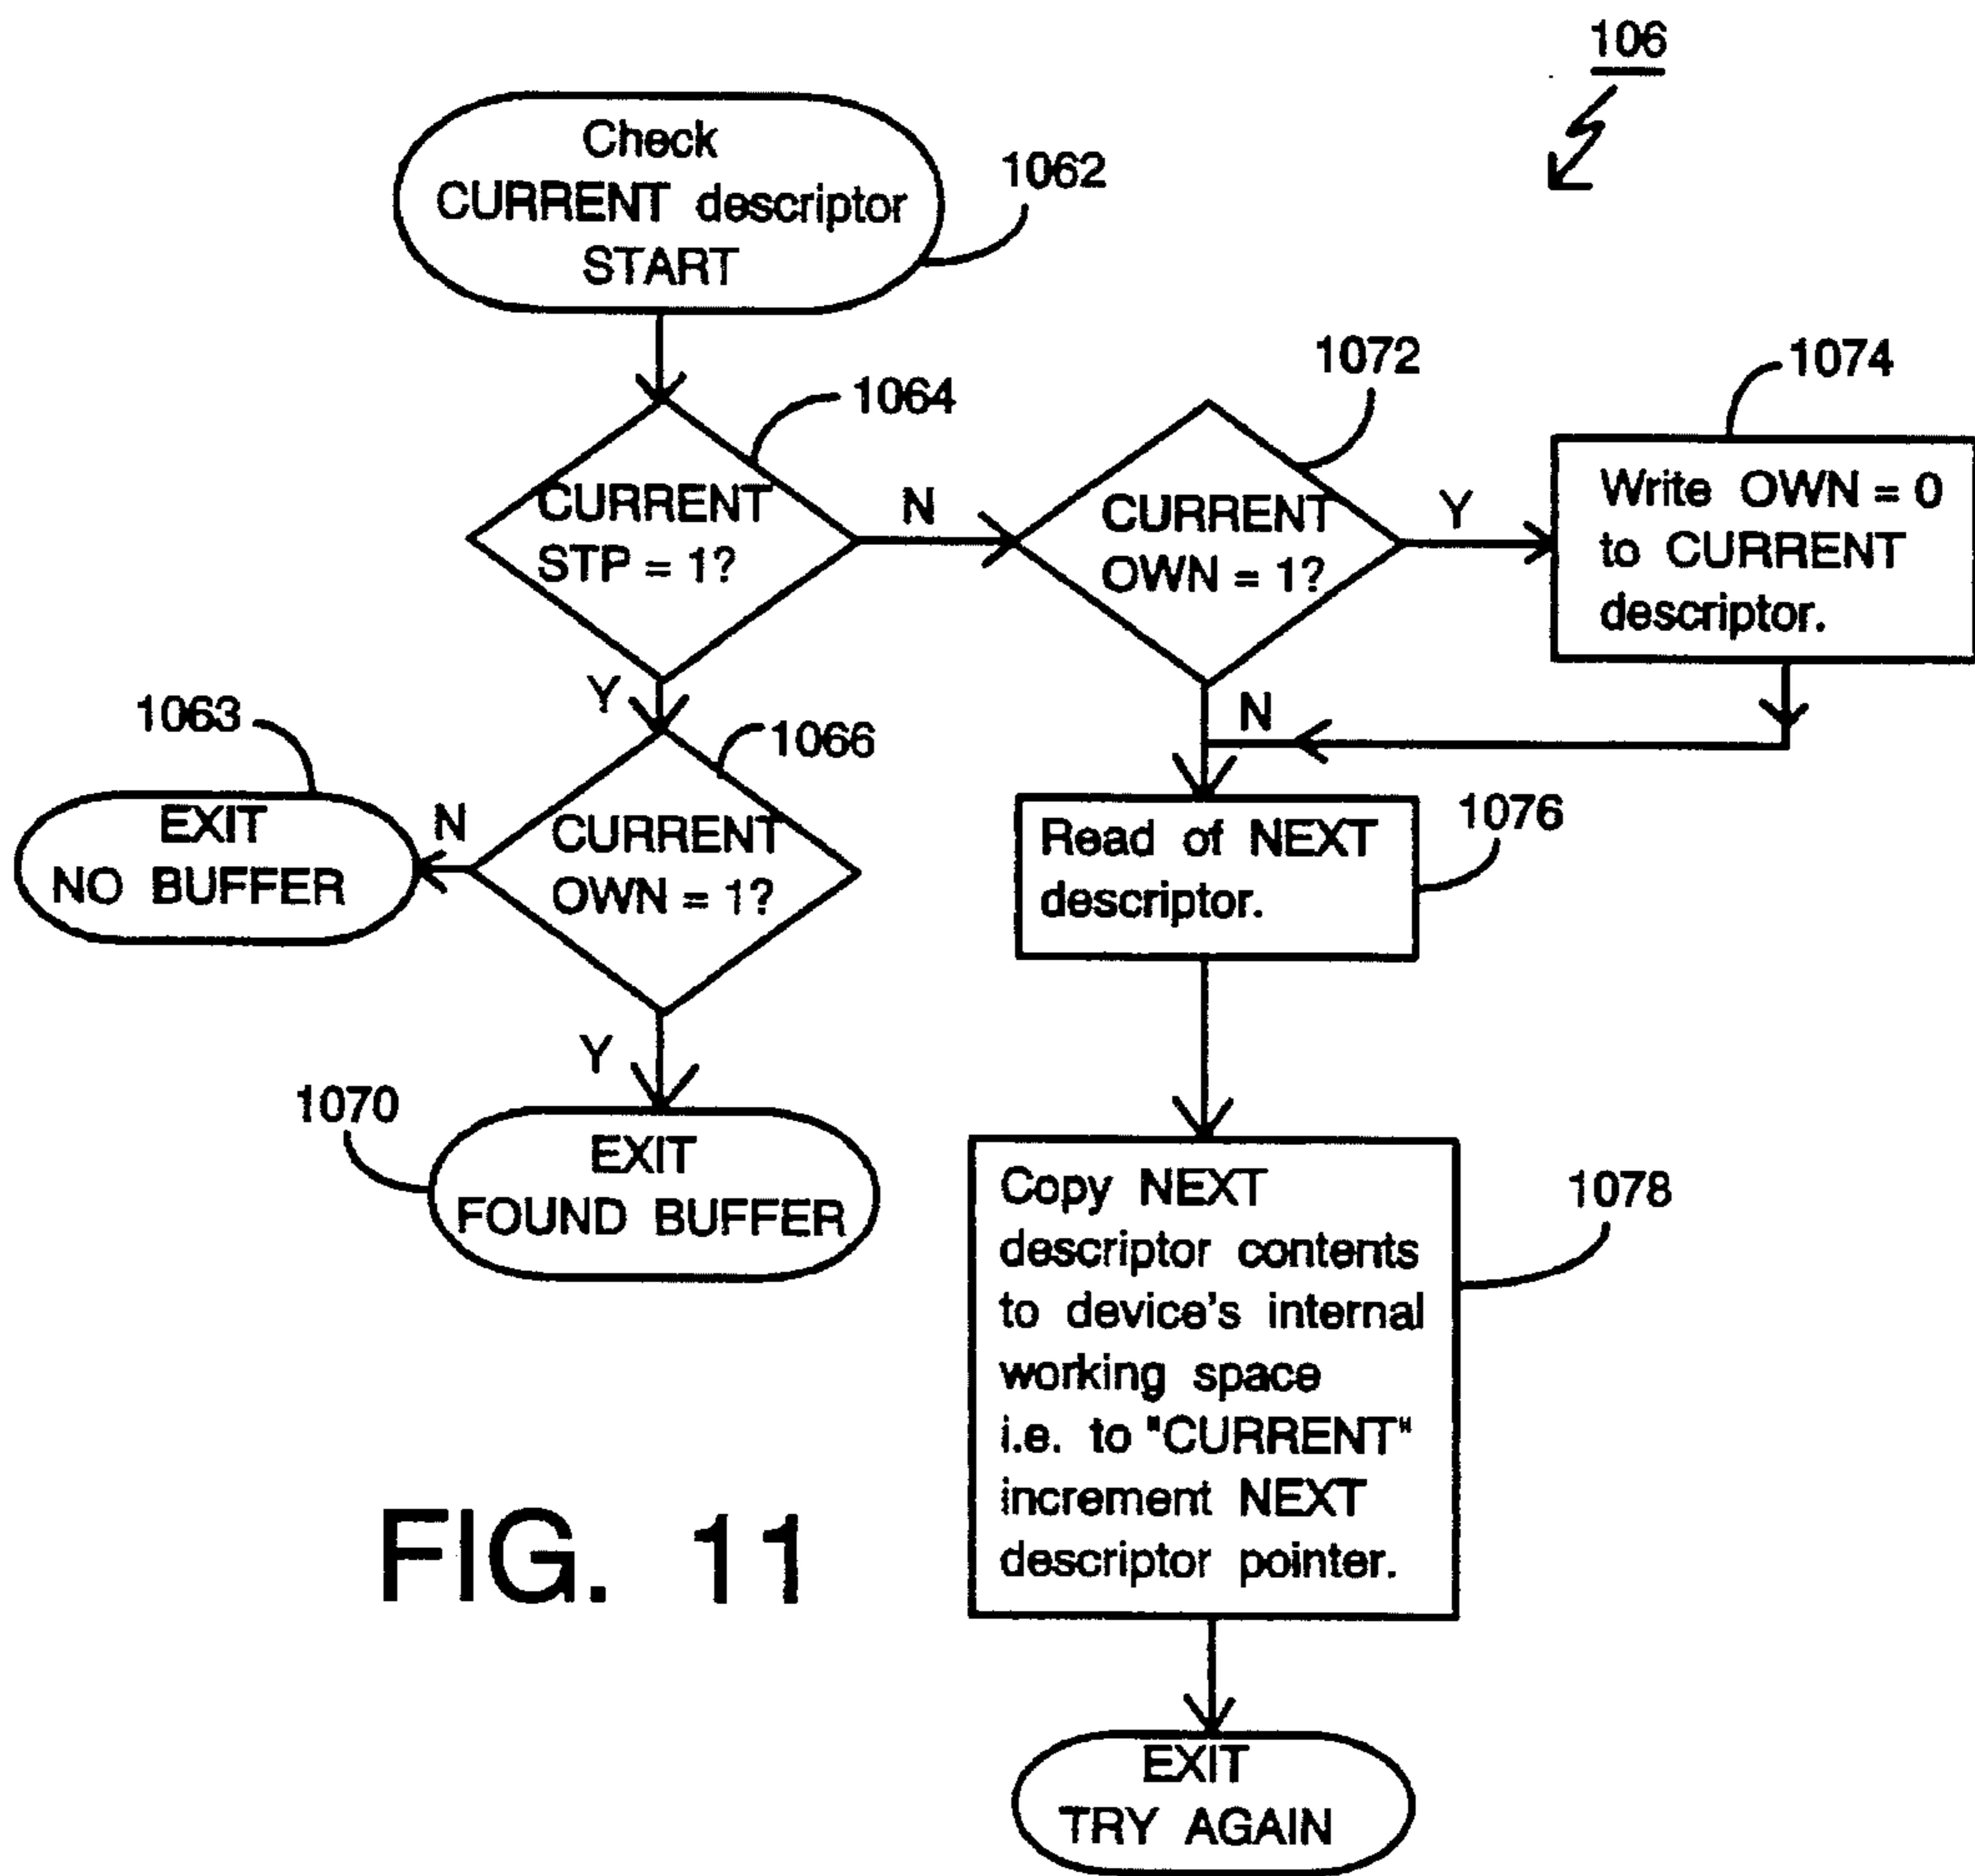 106
Check
CURRENT descriptor
START
1062
1064
CURRENT
STP = 1?
N
1072
CURRENT
OWN = 1?
Y
1074
Write OWN = 0
to CURRENT
descriptor.
Y
N
1063
EXIT
NO BUFFER
N
1066
CURRENT
OWN = 1?
Y
1070
EXIT
FOUND BUFFER
1076
Read of NEXT
descriptor.
1078
Copy NEXT
descriptor contents
to device's internal
working space
i.e. to "CURRENT"
increment NEXT
descriptor pointer.
EXIT
TRY AGAIN
FIG. 11